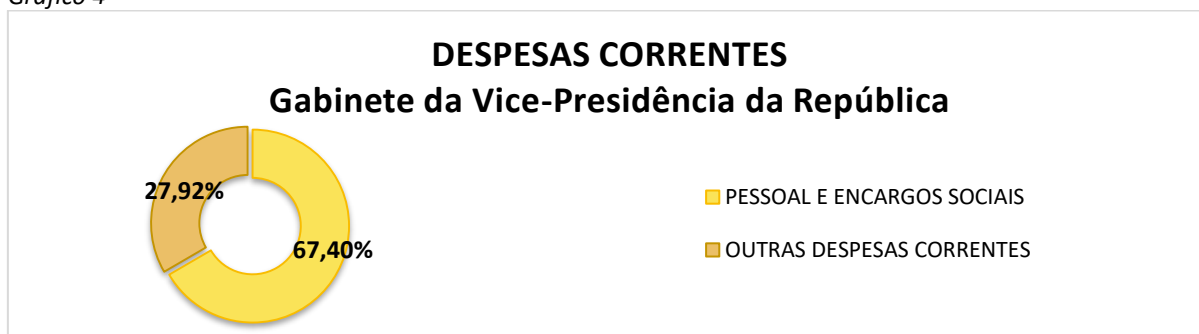 Gráfico 4
DESPESAS CORRENTES
Gabinete da Vice-Presidência da República
27,92%
67,40%
PESSOAL E ENCARGOS SOCIAIS
OUTRAS DESPESAS CORRENTES